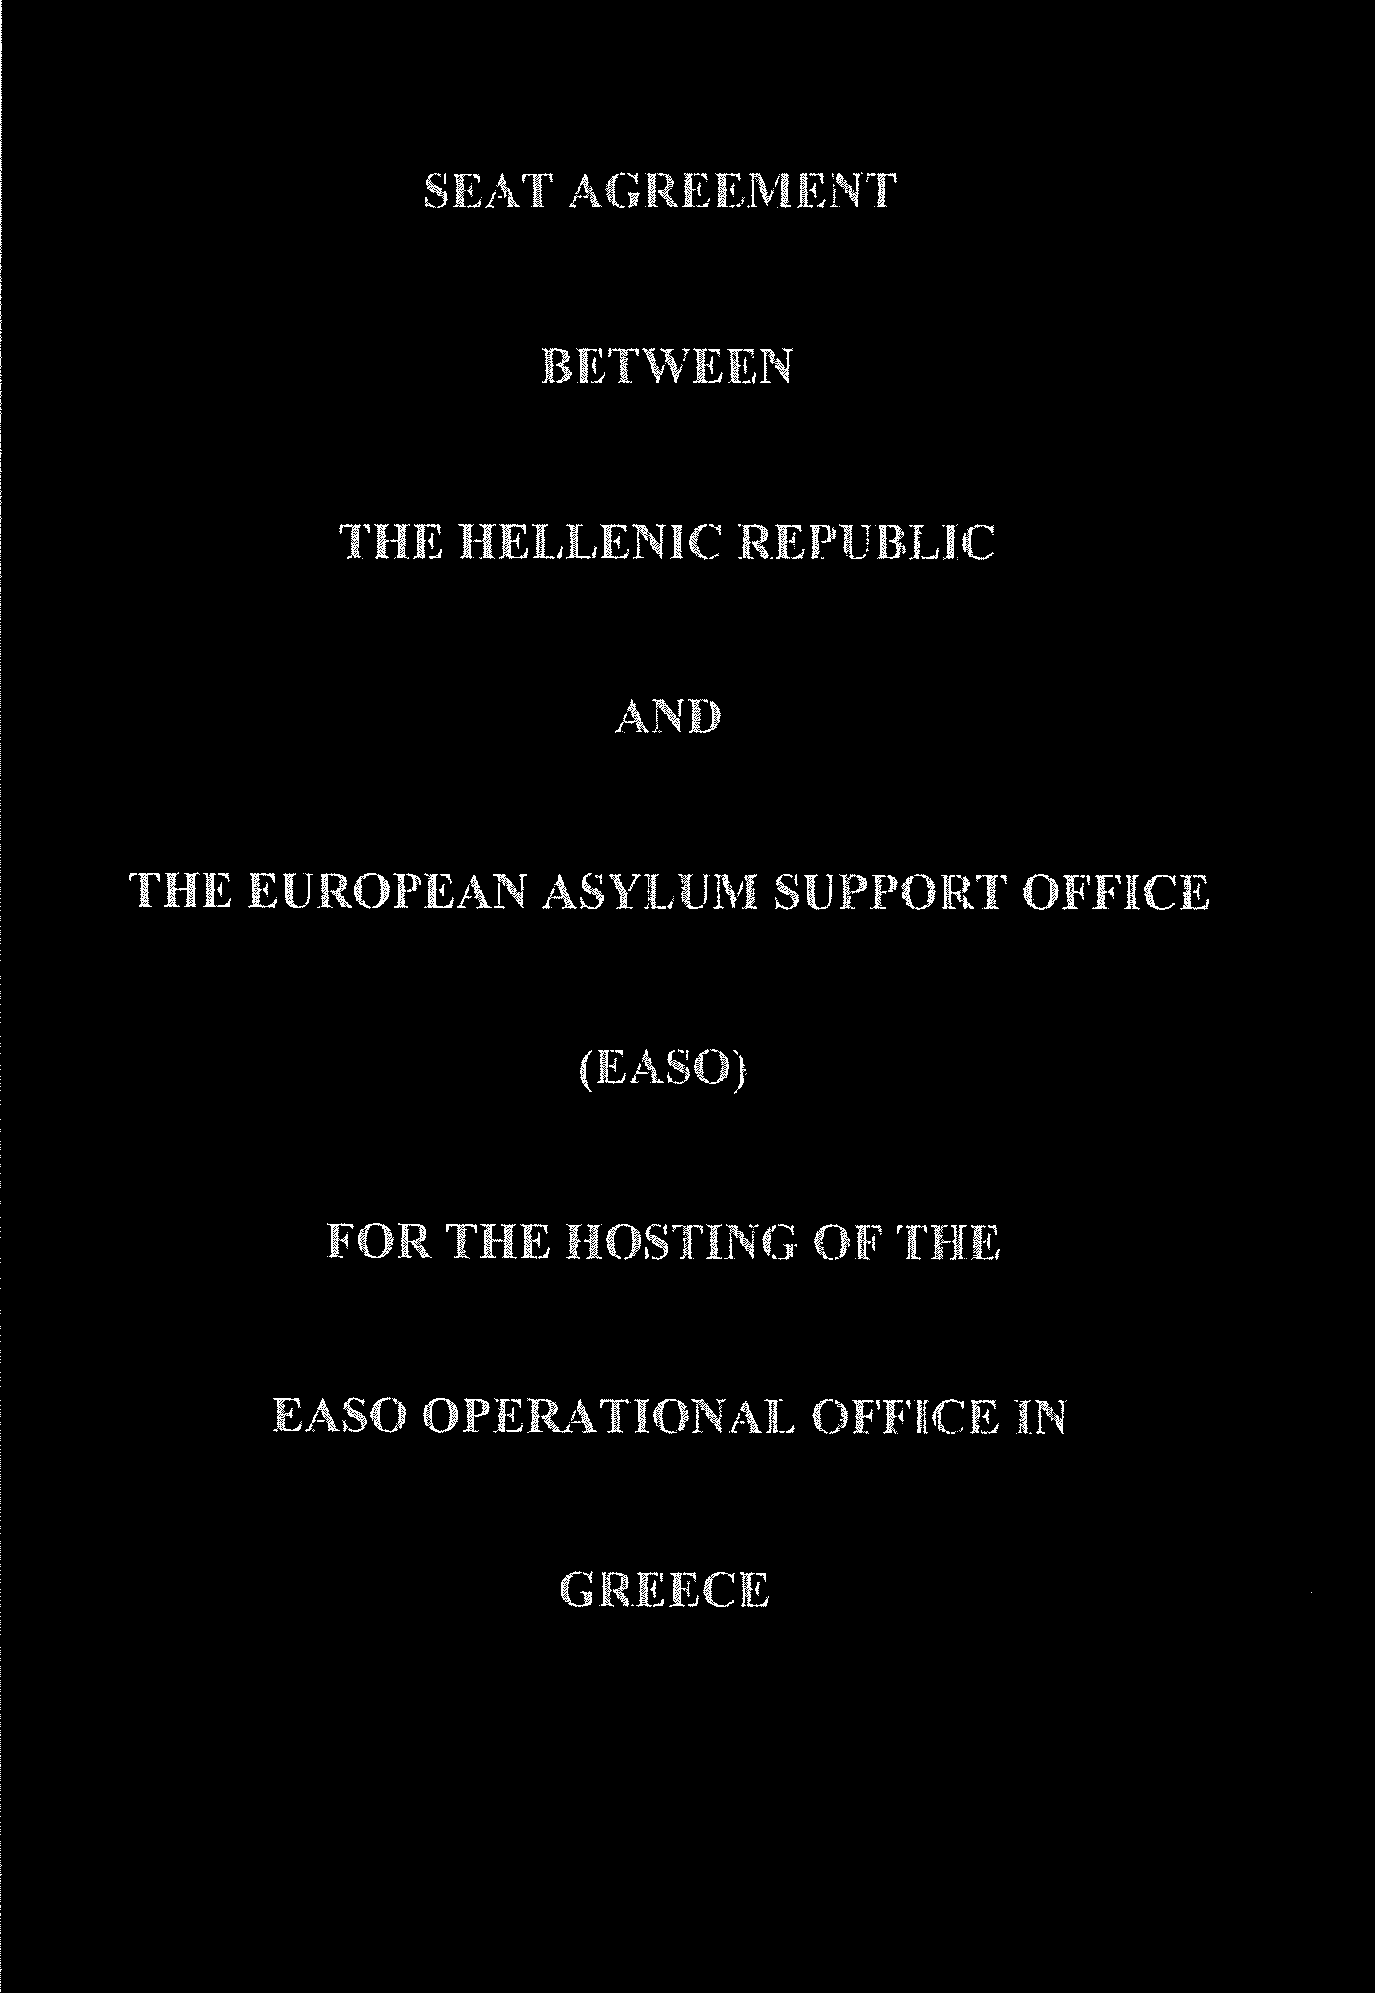 SEAT AGREEMENT
BETWEEN
THE HELLENIC REPUBLIC
AND
THE EUROPEAN ASYLUM SUPPORT OFFICE
(EASO)
FOR THE HOSTING OF THE
EASO OPERATIONAL OFFICE IN
GREECE